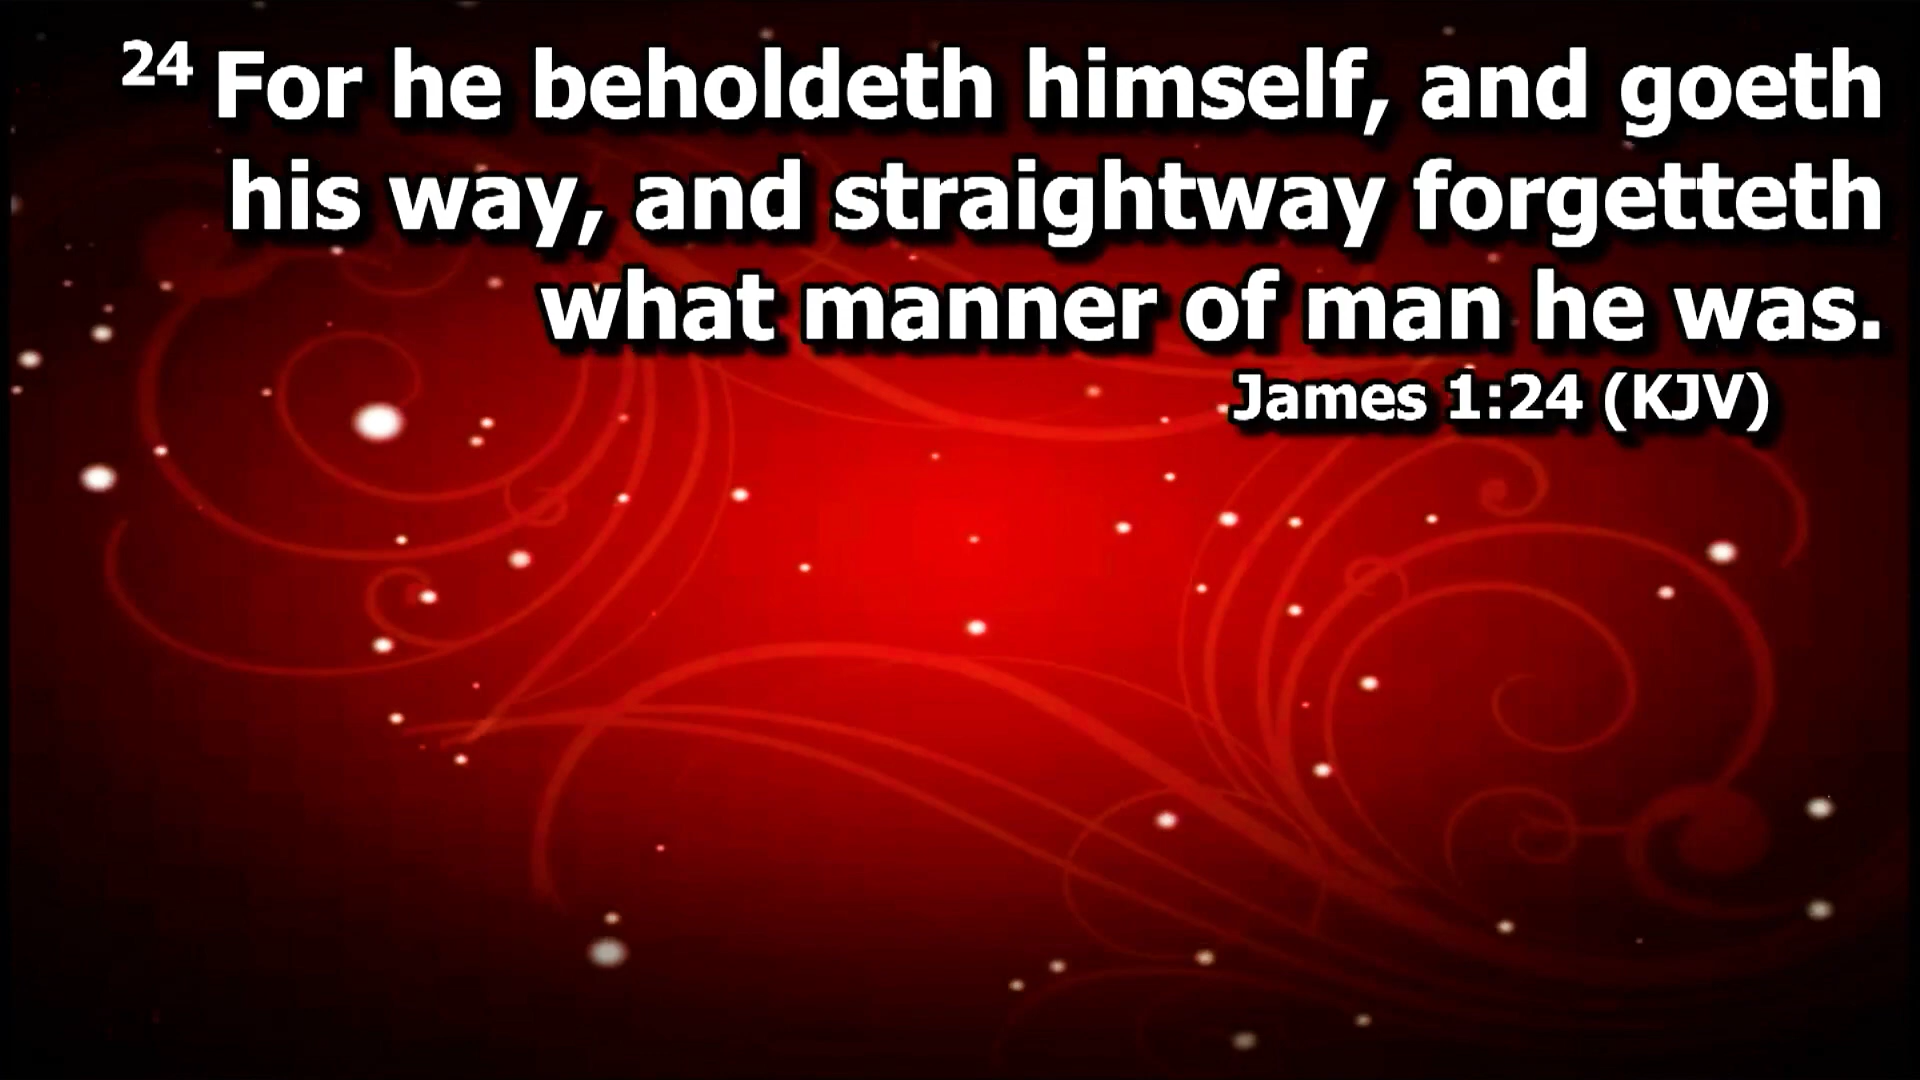 24 For he beholdeth himself, and goeth
his way, and straightway forgetteth
what manner of man he was.
James 1:24 (KJV)